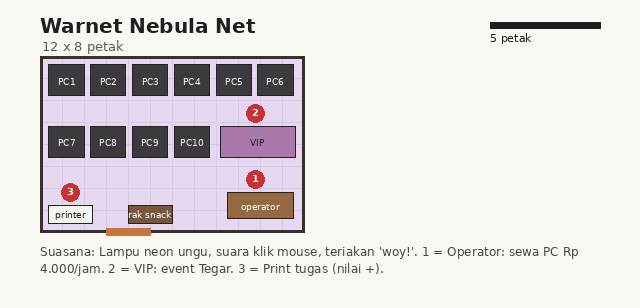 Warnet Nebula Net
12 x 8 petak
5 petak
PC1 PC2 PC3 PC4 PC5 PC6
2
PC7 PC8 PC9 PC10 VIP
1
3
operator
printer rak snack
Suasana: Lampu neon ungu, suara klik mouse, teriakan 'woy!'. 1 = Operator: sewa PC Rp
4.000/jam. 2 = VIP: event Tegar. 3 = Print tugas (nilai +).